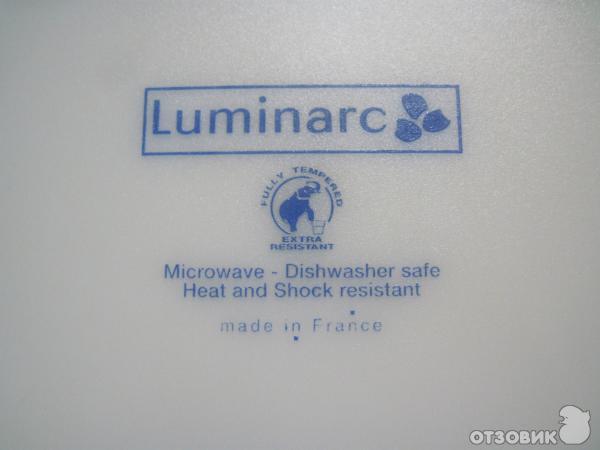 Luminarc
FULLY TEMPERED
EXTRA
RESISTANT
Microwave - Dishwasher safe
Heat and Shock resistant
made in France
ОТЗОВИК